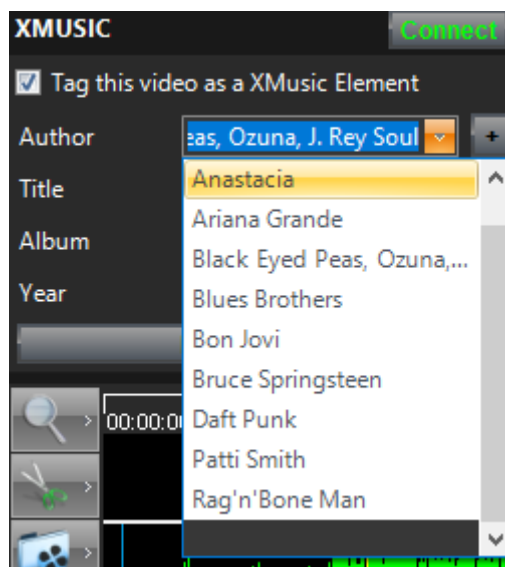 XMUSIC Connect
Tag this video as a XMusic Element
Author eas, Ozuna, J. Rey Soul +
Title
Album
Year
Anastacia
Ariana Grande
Black Eyed Peas, Ozuna,...
Blues Brothers
Bon Jovi
Bruce Springsteen
Daft Punk
Patti Smith
Rag'n'Bone Man
00:00:00